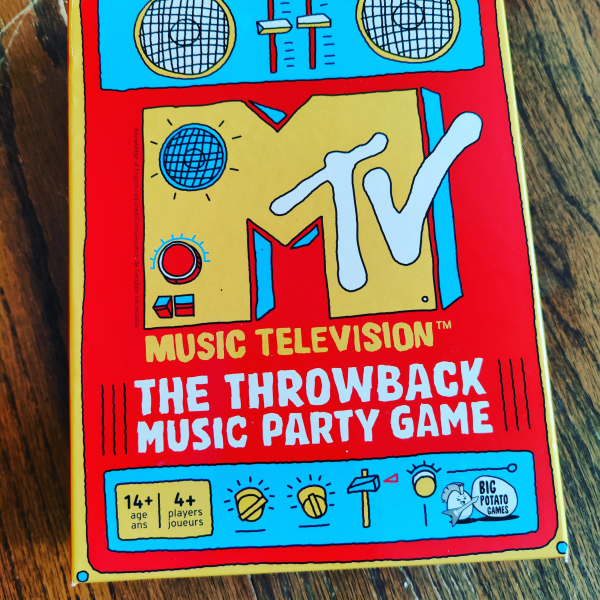 MTV
MUSIC TELEVISION™
THE THROWBACK
MUSIC PARTY GAME
14+
age
ans
4+
players
joueurs
BIG
POTATO
GAMES